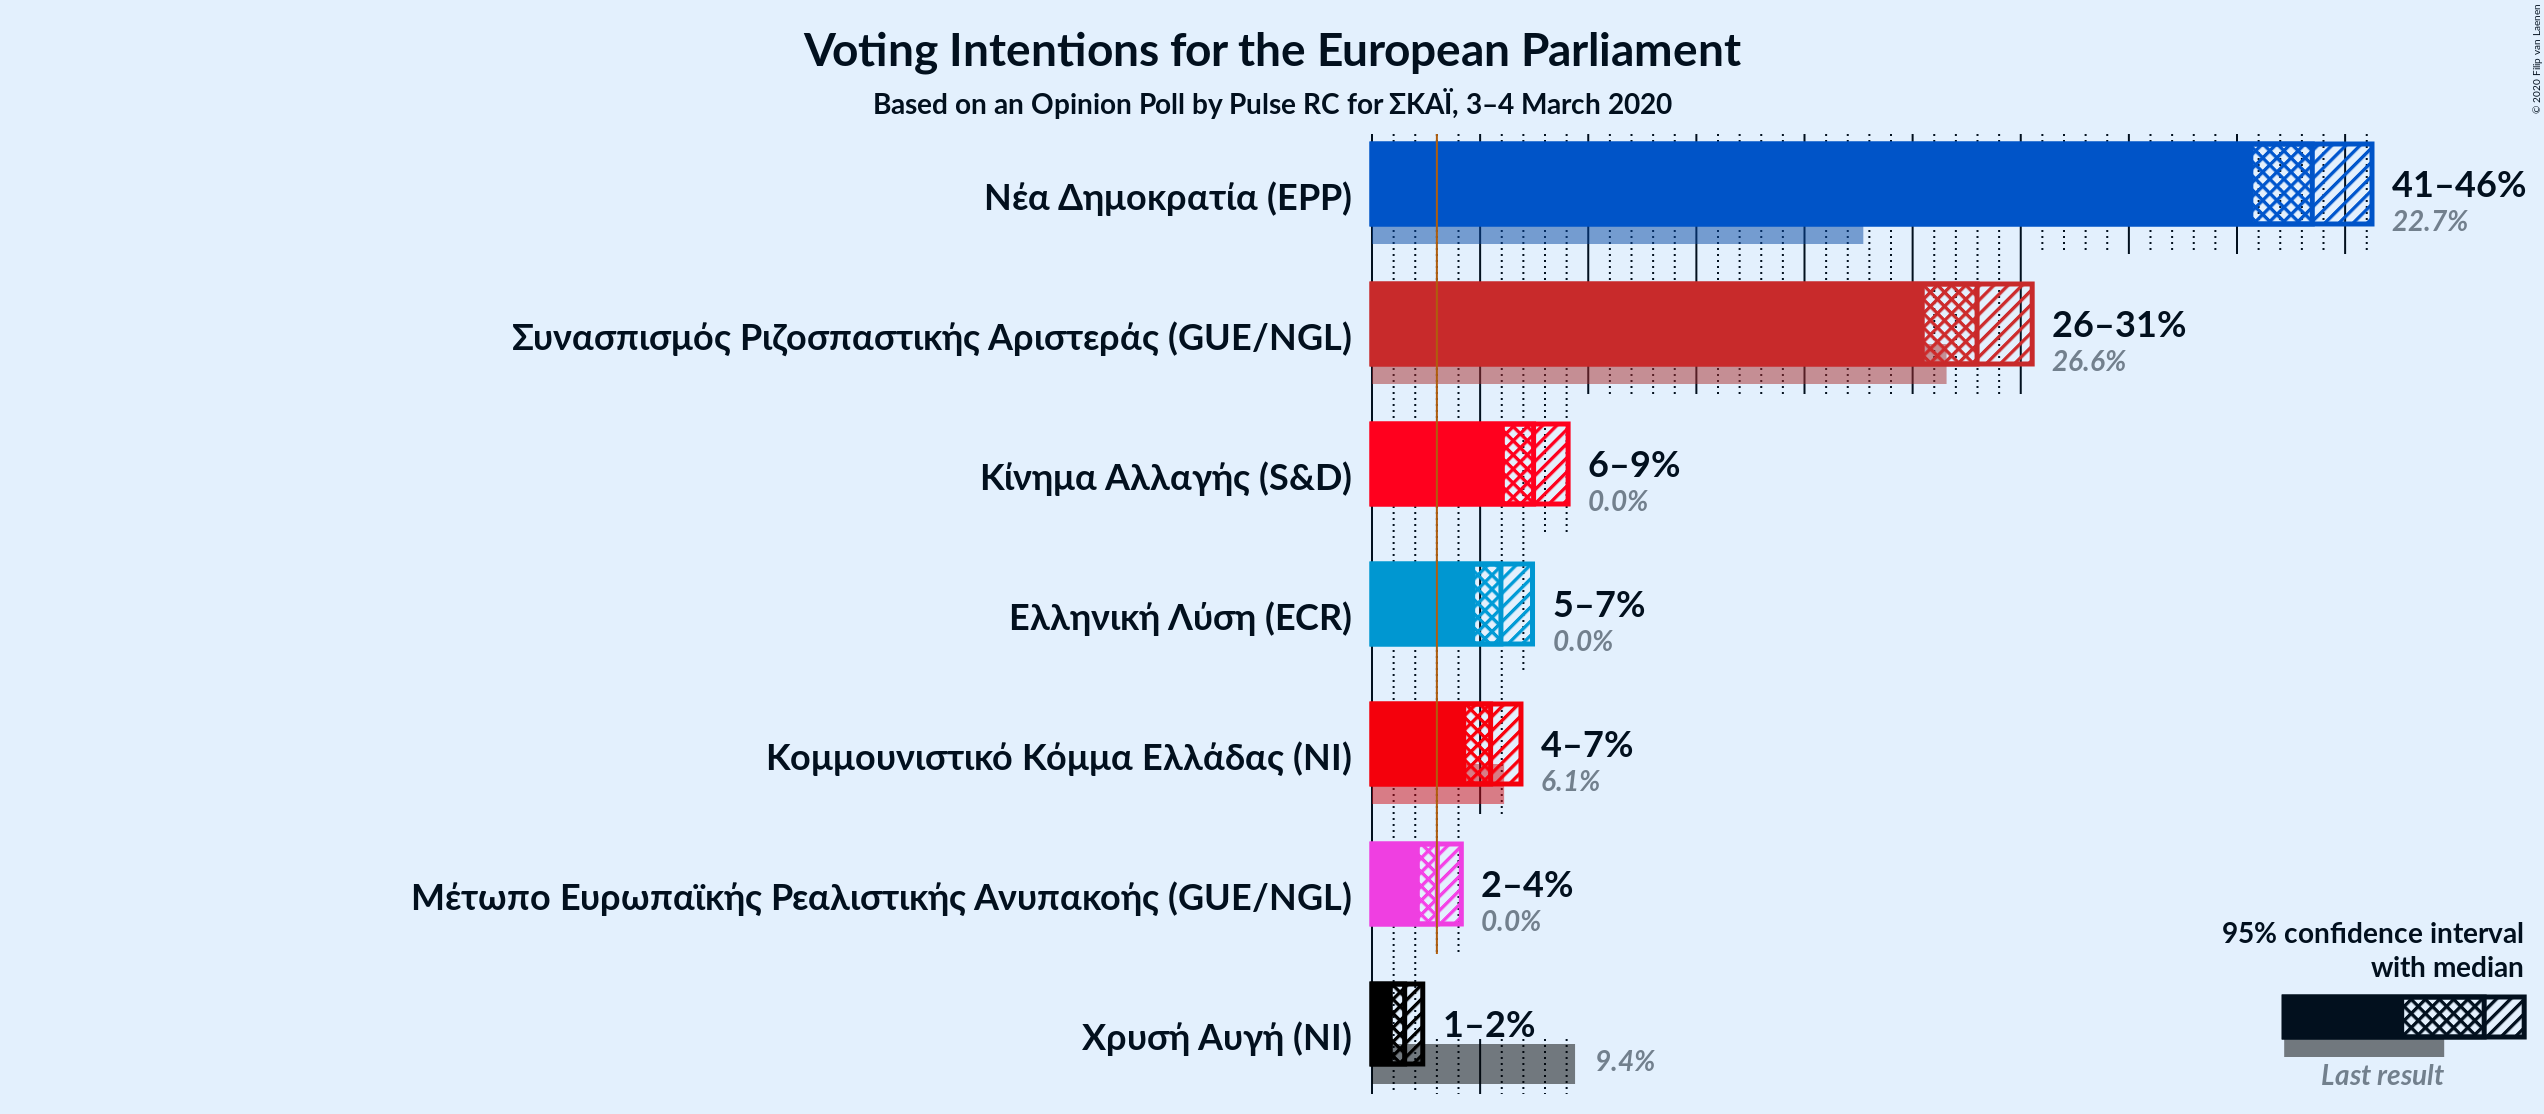 Voting Intentions for the European Parliament
Based on an Opinion Poll by Pulse RC for ΣΚΑΪ, 3–4 March 2020
© 2020 Filip van Laenen
Νέα Δημοκρατία (EPP)
41–46%
22.7%
Συνασπισμός Ριζοσπαστικής Αριστεράς (GUE/NGL)
26–31%
26.6%
Κίνημα Αλλαγής (S&D)
6–9%
0.0%
Ελληνική Λύση (ECR)
5–7%
0.0%
Κομμουνιστικό Κόμμα Ελλάδας (NI)
4–7%
6.1%
Μέτωπο Ευρωπαϊκής Ρεαλιστικής Ανυπακοής (GUE/NGL)
2–4%
0.0%
Χρυσή Αυγή (NI)
1–2%
9.4%
95% confidence interval
with median
Last result